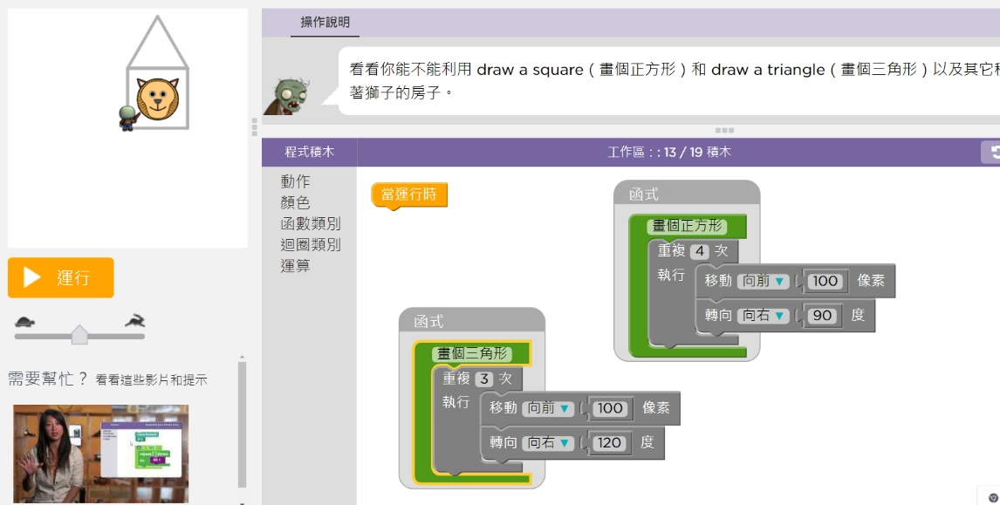 操作說明
看看你能不能利用 draw a square ( 畫個正方形 ) 和 draw a triangle ( 畫個三角形 ) 以及其它
著獅子的房子。
程式積木
工作區 : : 13 / 19 積木
動作
顏色
函數類別
迴圈類別
運算
當運行時
函式
畫個正方形
重複 4 次
執行
移動 向前 100 像素
轉向 向右 90 度
函式
畫個三角形
重複 3 次
執行
移動 向前 100 像素
轉向 向右 120 度
運行
需要幫忙? 看看這些影片和提示